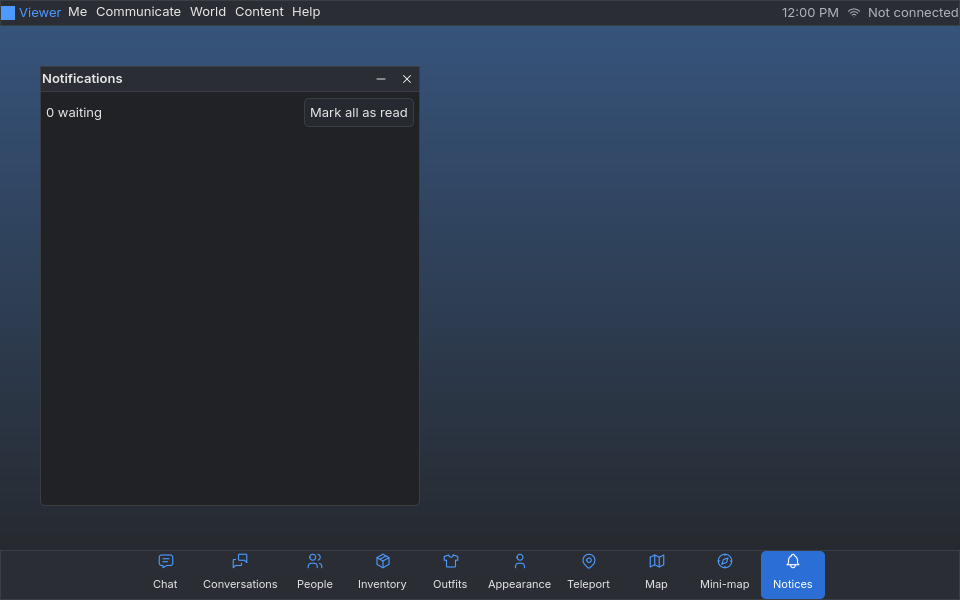 Viewer Me Communicate World Content Help 12:00 PM Not connected
Notifications
0 waiting Mark all as read
Chat Conversations People Inventory Outfits Appearance Teleport Map Mini-map Notices